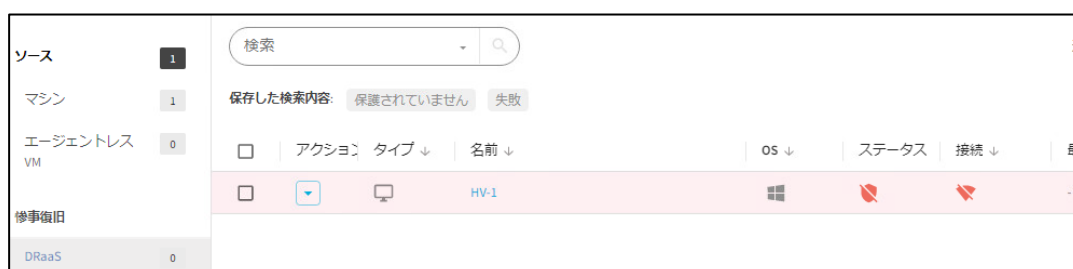 ソース 1
マシン 1
エージェントレス 0
VM
惨事復旧
DRaaS 0
検索
保存した検索内容: 保護されていません 失敗
アクション タイプ 名前 OS ステータス 接続
HV-1 -